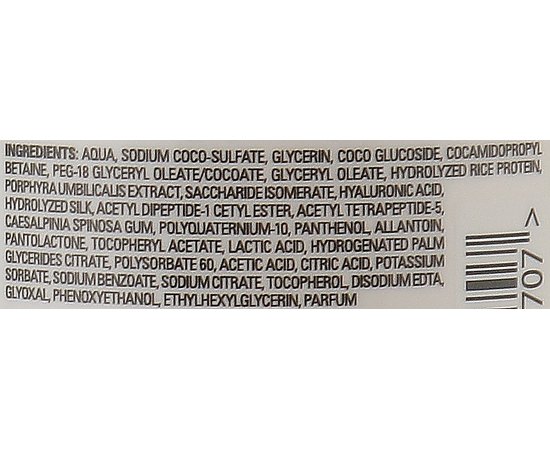 INGREDIENTS: AQUA, SODIUM COCO-SULFATE, GLYCERIN, COCO GLUCOSIDE, COCAMIDOPROPYL
BETAINE, PEG-18 GLYCERYL OLEATE/COCOATE, GLYCERYL OLEATE, HYDROLYZED RICE PROTEIN,
PORPHYRA UMBILICALIS EXTRACT, SACCHARIDE ISOMERATE, HYALURONIC ACID,
HYDROLYZED SILK, ACETYL DIPEPTIDE-1 CETYL ESTER, ACETYL TETRAPEPTIDE-5,
CAESALPINIA SPINOSA GUM, POLYQUATERNIUM-10, PANTHENOL, ALLANTOIN
PANTOLACTONE, TOCOPHERYL ACETATE, LACTIC ACID, HYDROGENATED PALM
GLYCERIDES CITRATE, POLYSORBATE 60, ACETIC ACID, CITRIC ACID, POTASSIUM
SORBATE, SODIUM BENZOATE, SODIUM CITRATE, TOCOPHEROL, DISODIUM EDTA,
GLYOXAL, PHENOXYETHANOL, ETHYLHEXYLGLYCERIN, PARFUM
707 >